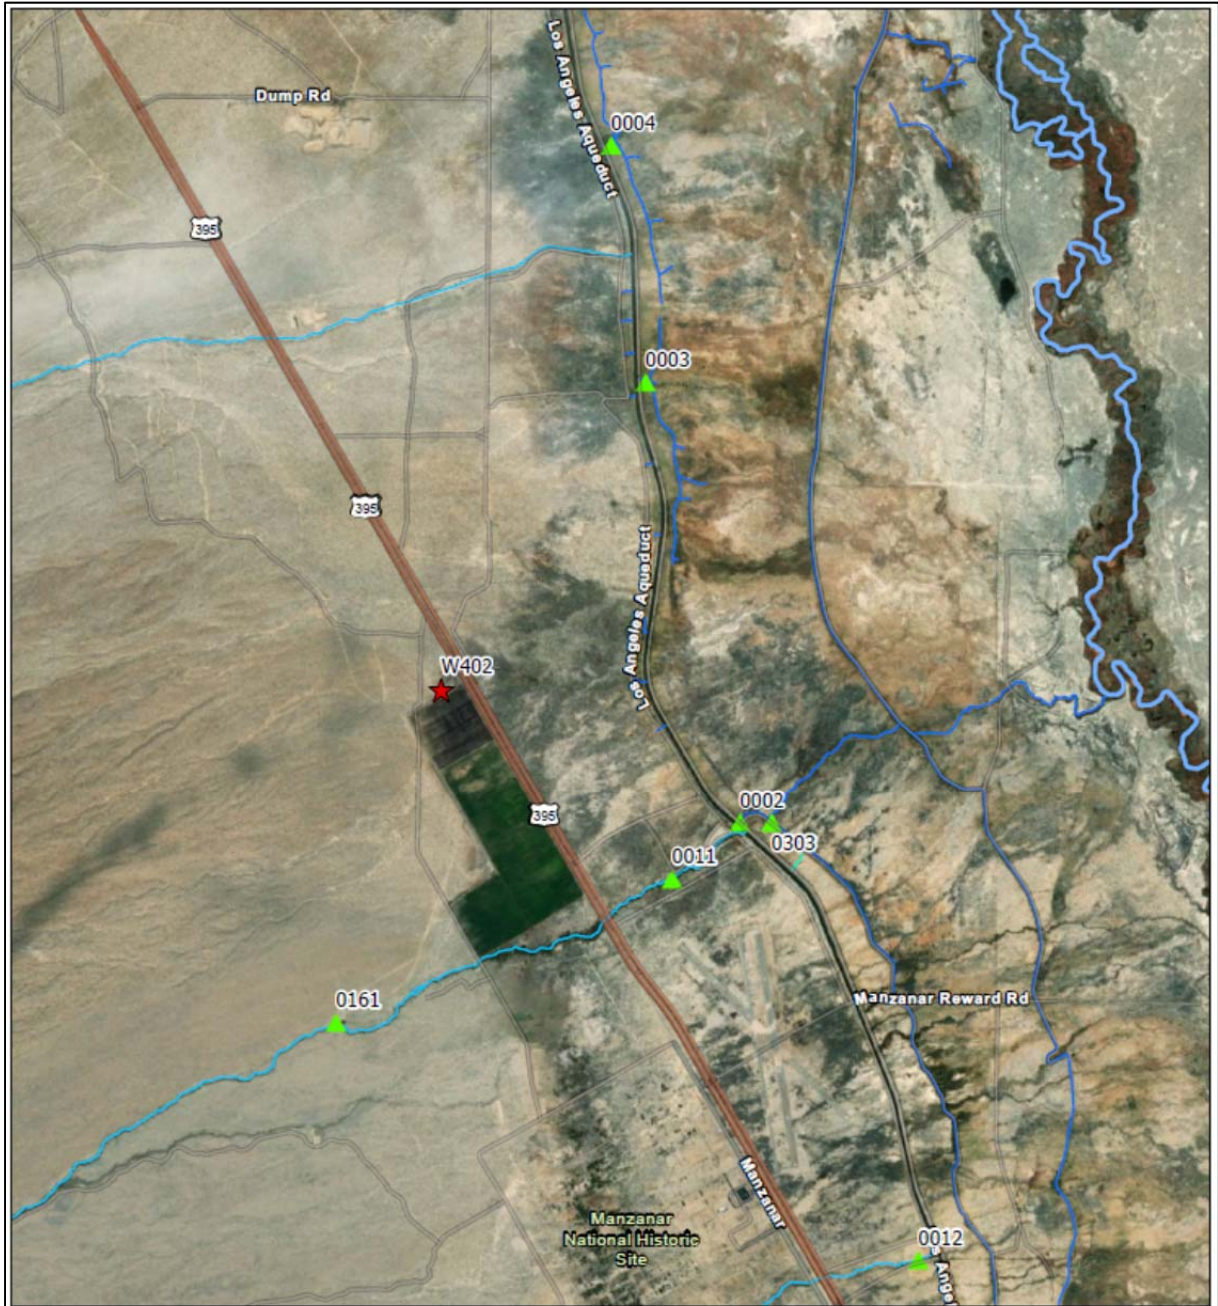 Los Angeles Aqueduct
Dump Rd
0004
395
0003
395
Los Angeles Aqueduct
W402
395
0002
0303
0011
0161
Manzanar Reward Rd
Manzanar
Manzanar
National Historic
Site
0012
s Angel